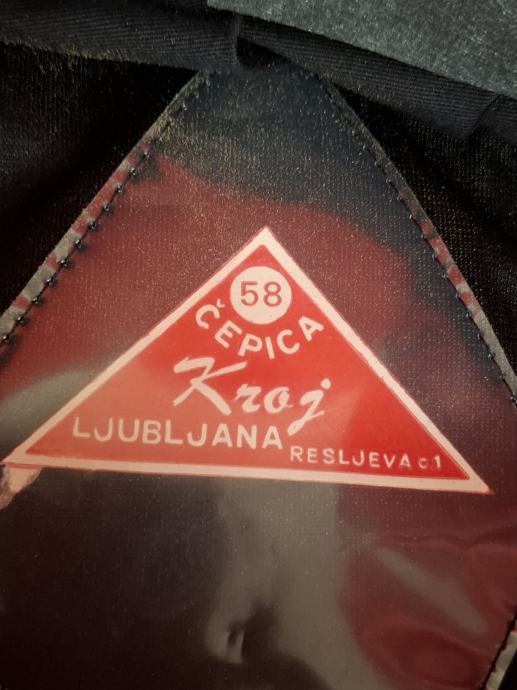 58
ČEPICA
Kroj
LJUBLJANA
RESLJEVA c.1